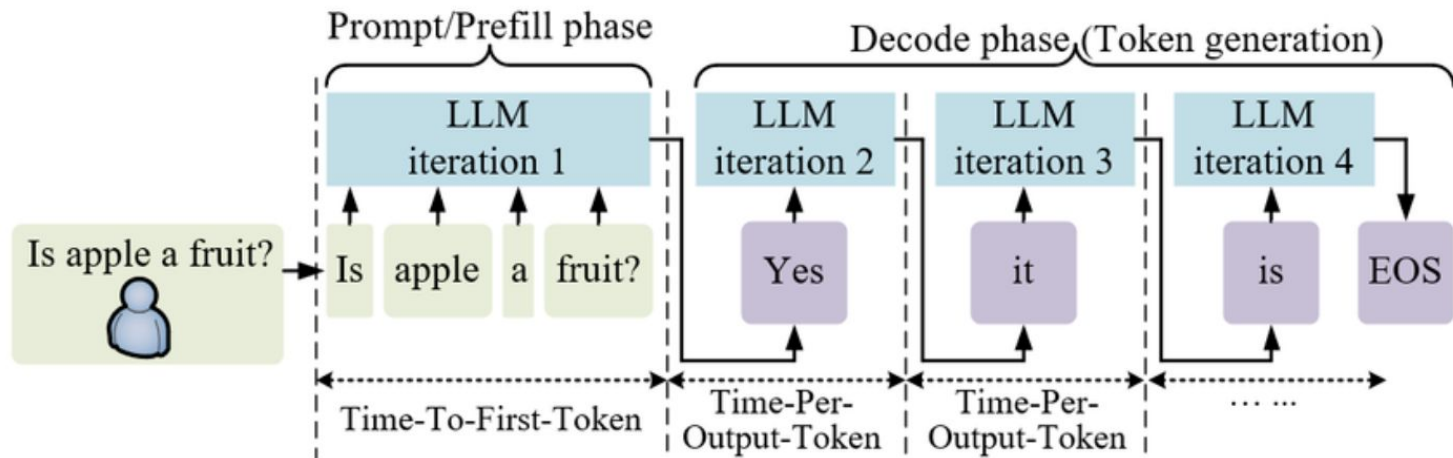 Prompt/Prefill phase
Decode phase (Token generation)
LLM
iteration 1
LLM
iteration 2
LLM
iteration 3
LLM
iteration 4
Is apple a fruit?
Is
apple
a
fruit?
Yes
it
is
EOS
Time-To-First-Token
Time-Per-
Output-Token
Time-Per-
Output-Token
... ...